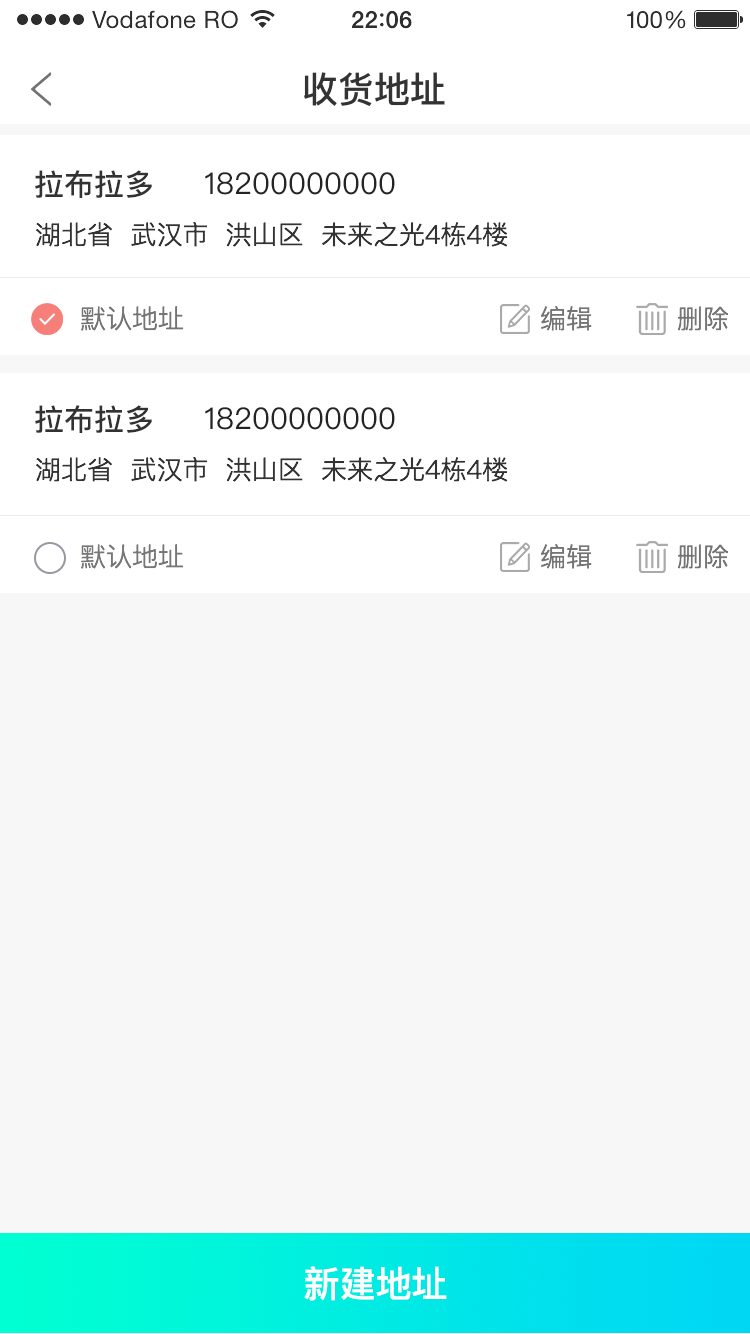 Vodafone RO 22:06 100%
收货地址
拉布拉多 18200000000
湖北省 武汉市 洪山区 未来之光4栋4楼
默认地址 编辑 删除
拉布拉多 18200000000
湖北省 武汉市 洪山区 未来之光4栋4楼
默认地址 编辑 删除
新建地址